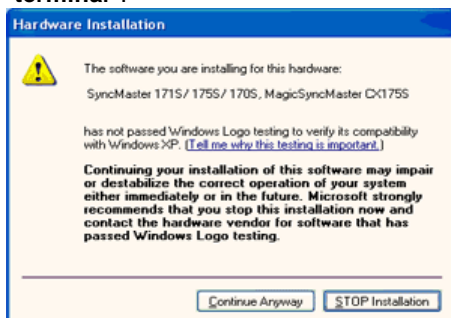 Hardware Installation
The software you are installing for this hardware:
SyncMaster 171S/ 175S/ 170S, MagicSyncMaster CX175S
has not passed Windows Logo testing to verify its compatibility
with Windows XP. (Tell me why this testing is important.)
Continuing your installation of this software may impair
or destabilize the correct operation of your system
either immediately or in the future. Microsoft strongly
recommends that you stop this installation now and
contact the hardware vendor for software that has
passed Windows Logo testing.
Continue Anyway STOP Installation